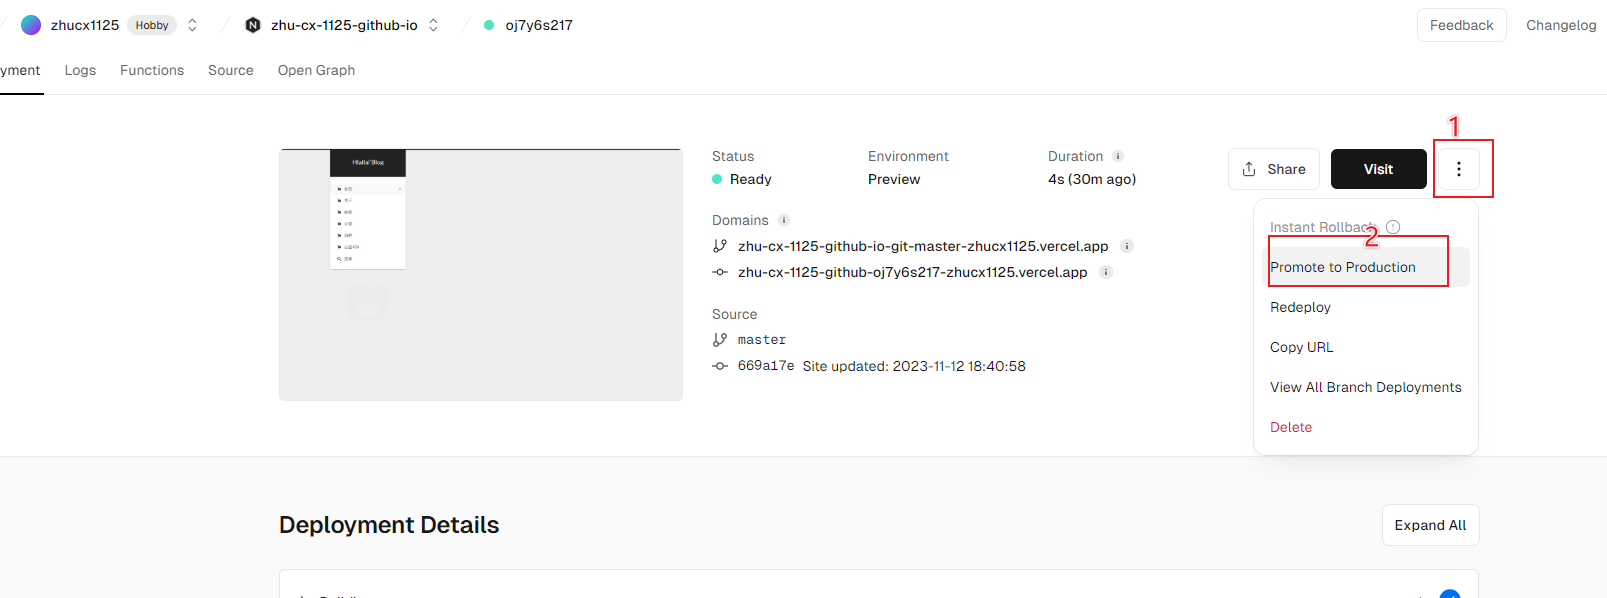 zhucx1125 Hobby zhu-cx-1125-github-io oj7y6s217 Feedback Changelog
yment Logs Functions Source Open Graph
1
Status Environment Duration
Ready Preview 4s (30m ago)
Share Visit
Domains
zhu-cx-1125-github-io-git-master-zhucx1125.vercel.app
zhu-cx-1125-github-oj7y6s217-zhucx1125.vercel.app
Source
master
669a17e Site updated: 2023-11-12 18:40:58
Instant Rollback
2
Promote to Production
Redeploy
Copy URL
View All Branch Deployments
Delete
Deployment Details Expand All